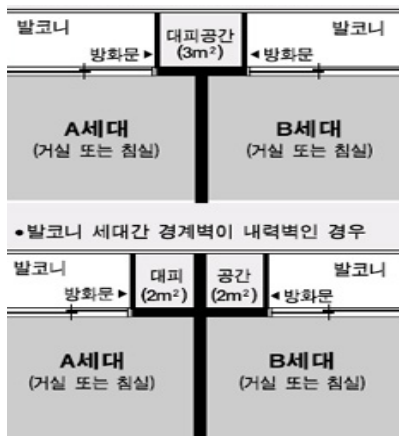 발코니 대피공간 발코니
방화문 (3m²) 방화문
A세대 B세대
(거실 또는 침실) (거실 또는 침실)
•발코니 세대간 경계벽이 내력벽인 경우
발코니 대피 공간 발코니
방화문 (2m²) (2m²) 방화문
A세대 B세대
(거실 또는 침실) (거실 또는 침실)